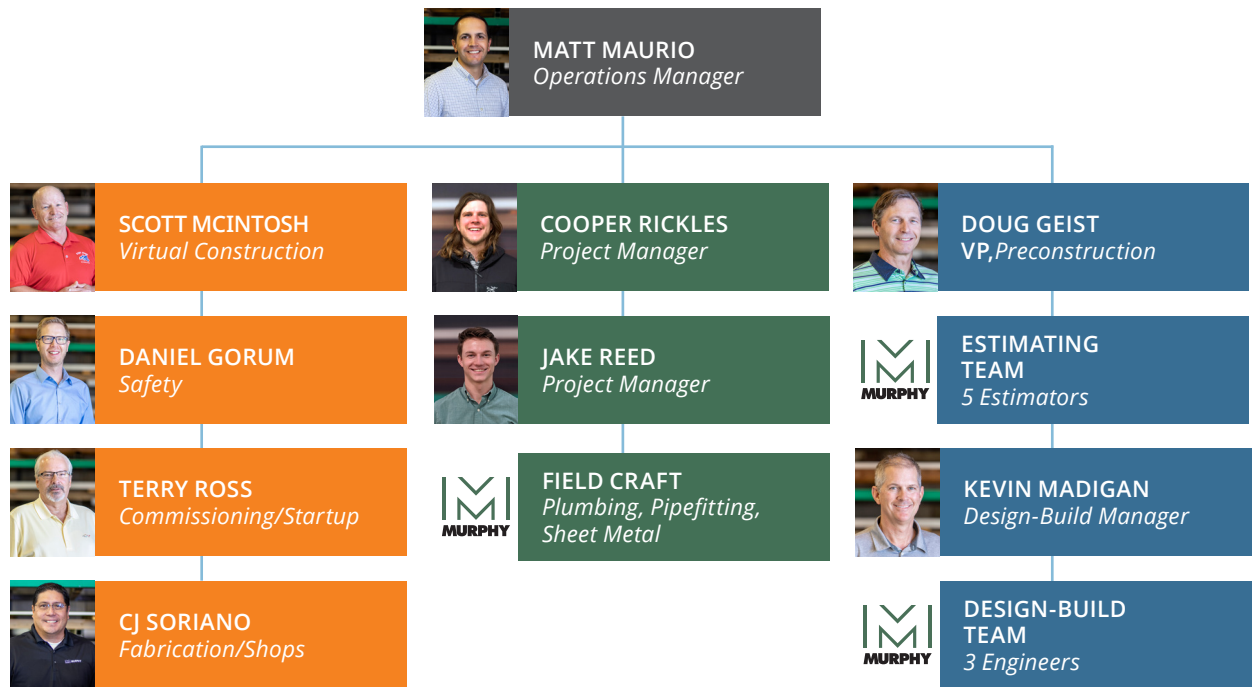 MATT MAURIO
Operations Manager
SCOTT MCINTOSH
Virtual Construction
DANIEL GORUM
Safety
TERRY ROSS
Commissioning/Startup
CJ SORIANO
Fabrication/Shops
COOPER RICKLES
Project Manager
JAKE REED
Project Manager
MURPHY
FIELD CRAFT
Plumbing, Pipefitting,
Sheet Metal
DOUG GEIST
VP,Preconstruction
MURPHY
ESTIMATING
TEAM
5 Estimators
KEVIN MADIGAN
Design-Build Manager
MURPHY
DESIGN-BUILD
TEAM
3 Engineers